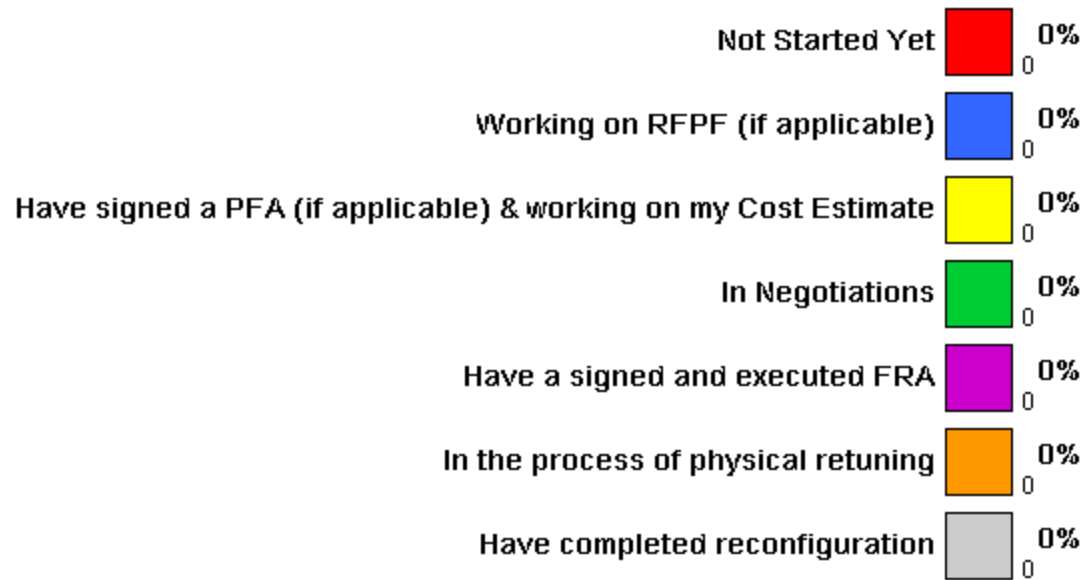 Not Started Yet 0%
0
Working on RFPF (if applicable) 0%
0
Have signed a PFA (if applicable) & working on my Cost Estimate 0%
0
In Negotiations 0%
0
Have a signed and executed FRA 0%
0
In the process of physical retuning 0%
0
Have completed reconfiguration 0%
0